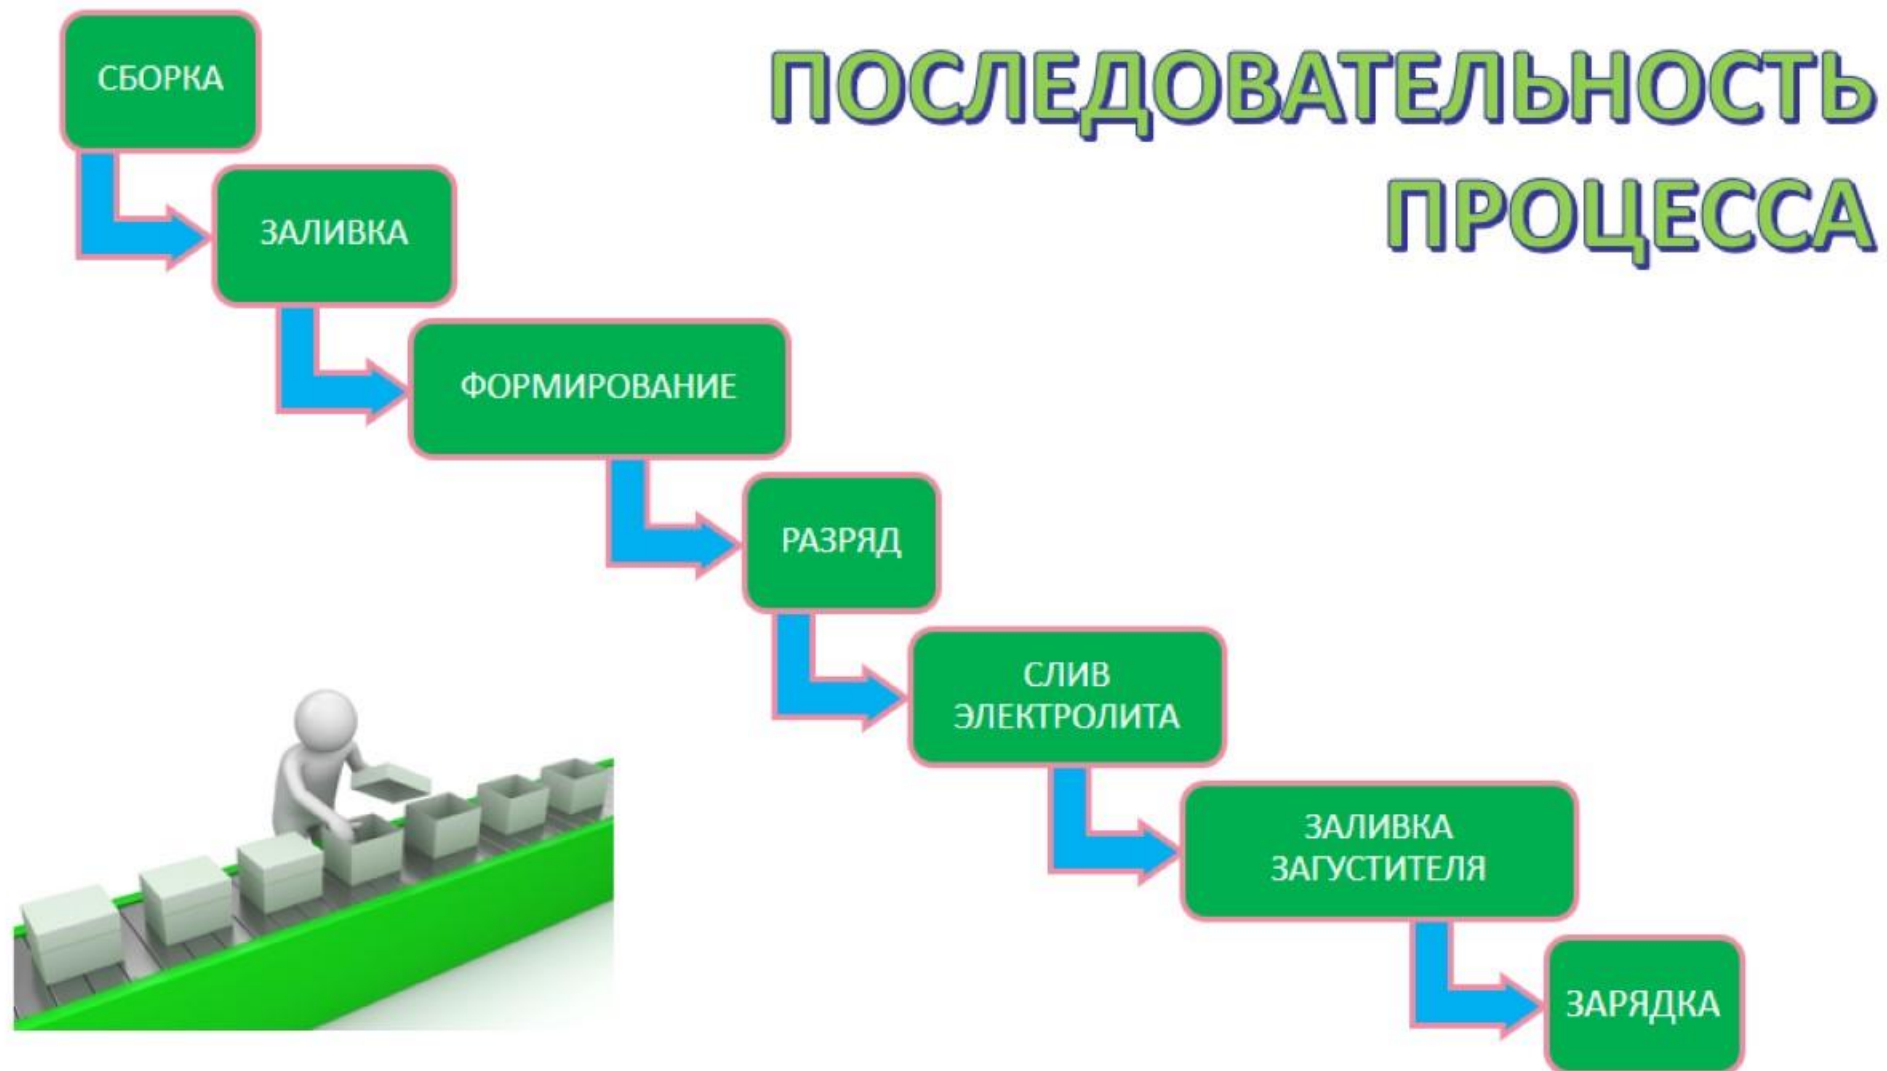 ПОСЛЕДОВАТЕЛЬНОСТЬ
ПРОЦЕССА
СБОРКА
ЗАЛИВКА
ФОРМИРОВАНИЕ
РАЗРЯД
СЛИВ
ЭЛЕКТРОЛИТА
ЗАЛИВКА
ЗАГУСТИТЕЛЯ
ЗАРЯДКА